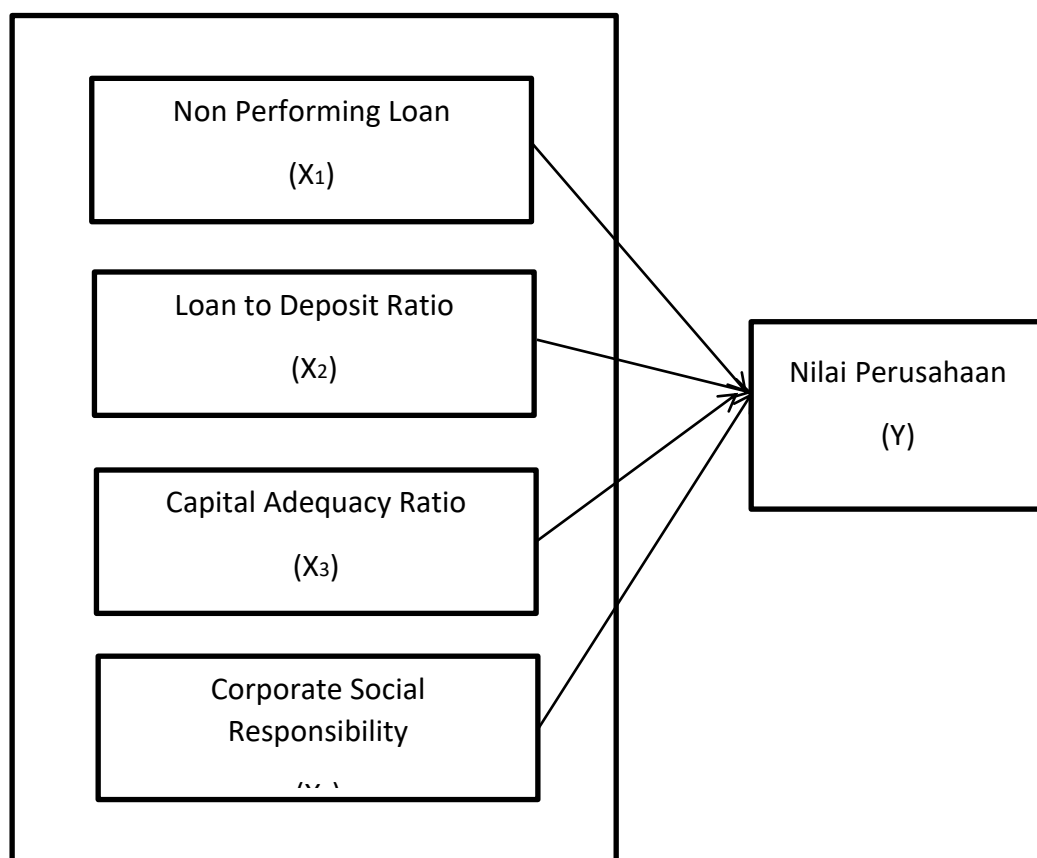 Non Performing Loan
(X1)
Loan to Deposit Ratio
(X2)
Nilai Perusahaan
(Y)
Capital Adequacy Ratio
(X3)
Corporate Social
Responsibility